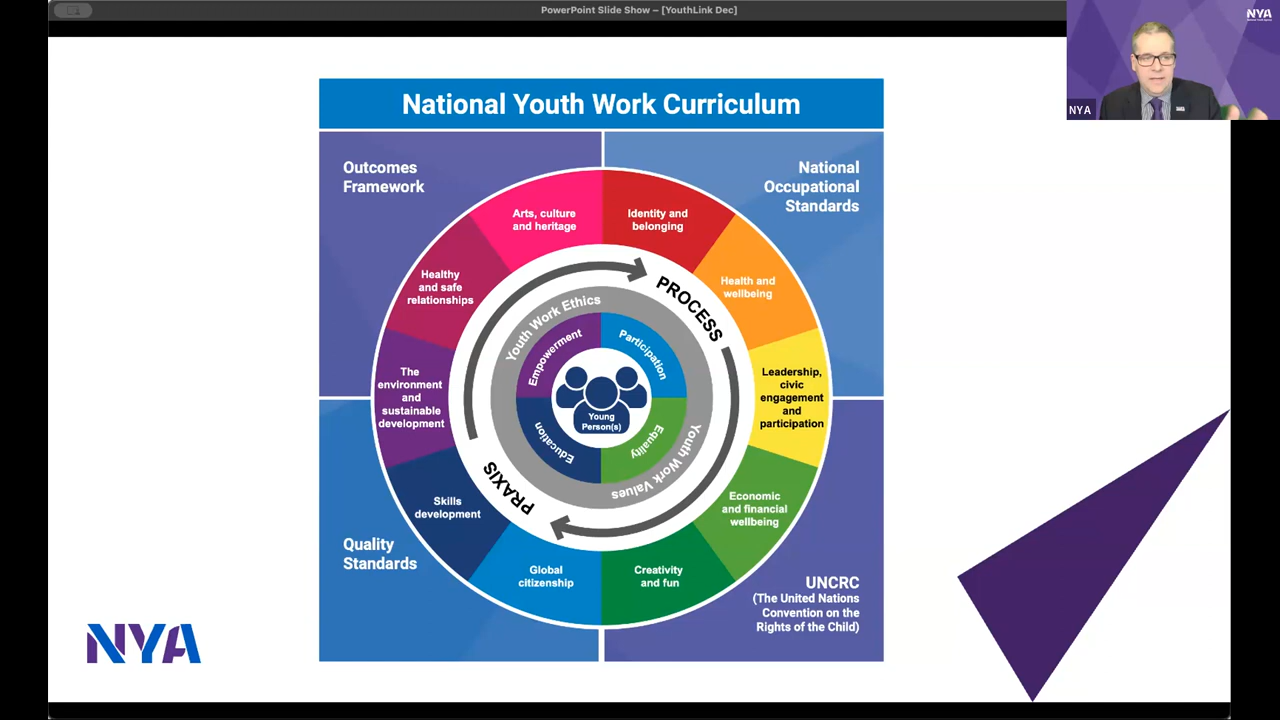 PowerPoint Slide Show – [YouthLink Dec]
NYA
NYA
National Youth Work Curriculum
Outcomes
Framework
National
Occupational
Standards
Arts, culture
and heritage
Identity and
belonging
Healthy
and safe
relationships
Health and
wellbeing
PROCESS
Youth Work Ethics
Empowerment
Participation
The
environment
and
sustainable
development
Leadership,
civic
engagement
and
participation
Young
Person(s)
Education
Equality
Youth Work Values
PRAXIS
Skills
development
Economic
and financial
wellbeing
Global
citizenship
Creativity
and fun
Quality
Standards
UNCRC
(The United Nations
Convention on the
Rights of the Child)
NYA